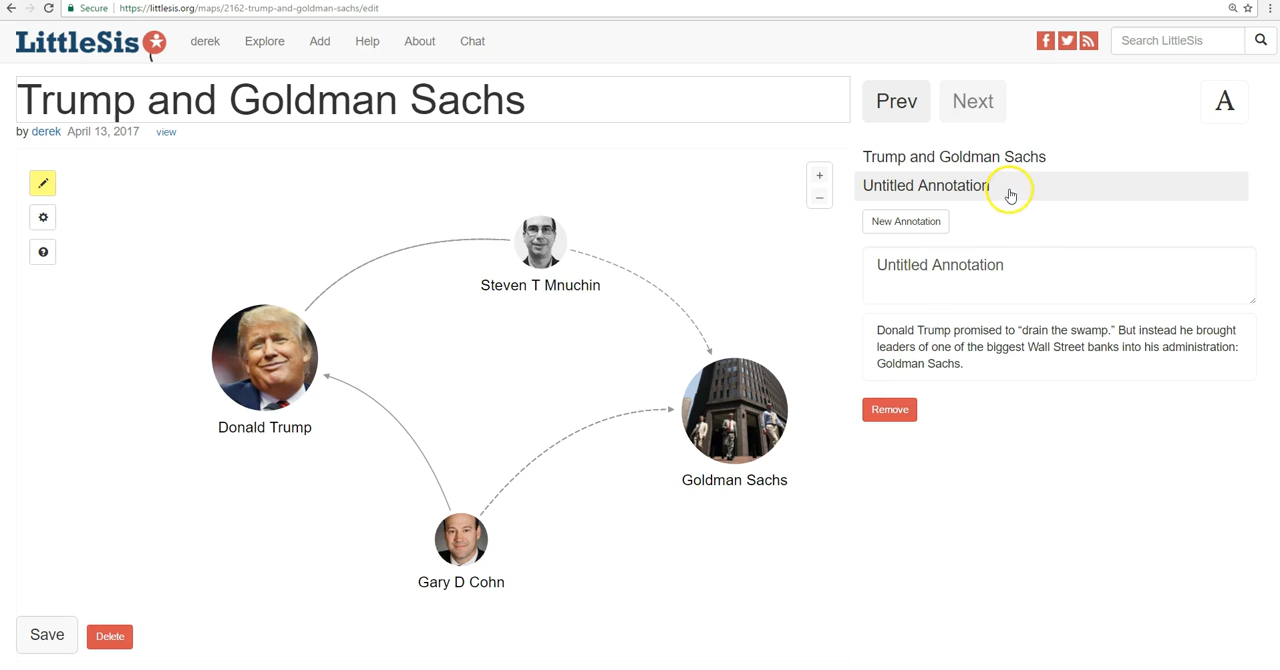 Secure https://littlesis.org/maps/2162-trump-and-goldman-sachs/edit
LittleSis
derek Explore Add Help About Chat
Search LittleSis
Trump and Goldman Sachs
by derek April 13, 2017 view
Prev Next
A
Trump and Goldman Sachs
Untitled Annotation
New Annotation
Untitled Annotation
Donald Trump promised to “drain the swamp.” But instead he brought
leaders of one of the biggest Wall Street banks into his administration:
Goldman Sachs.
Remove
+
−
Steven T Mnuchin
Donald Trump
Goldman Sachs
Gary D Cohn
Save Delete